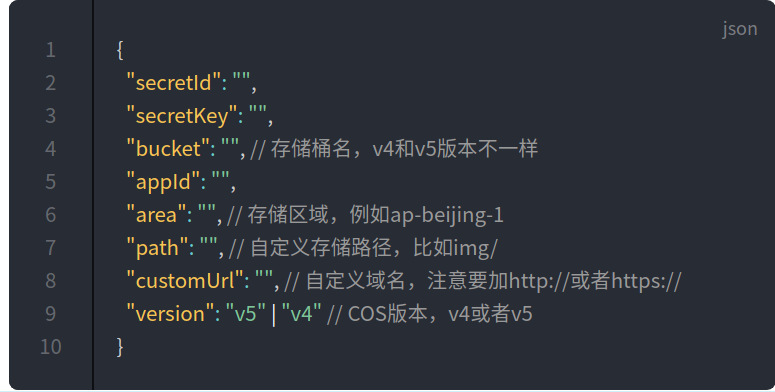 json
1 {
2 "secretId": "",
3 "secretKey": "",
4 "bucket": "", // 存储桶名，v4和v5版本不一样
5 "appId": "",
6 "area": "", // 存储区域，例如ap-beijing-1
7 "path": "", // 自定义存储路径，比如img/
8 "customUrl": "", // 自定义域名，注意要加http://或者https://
9 "version": "v5" | "v4" // COS版本，v4或者v5
10 }